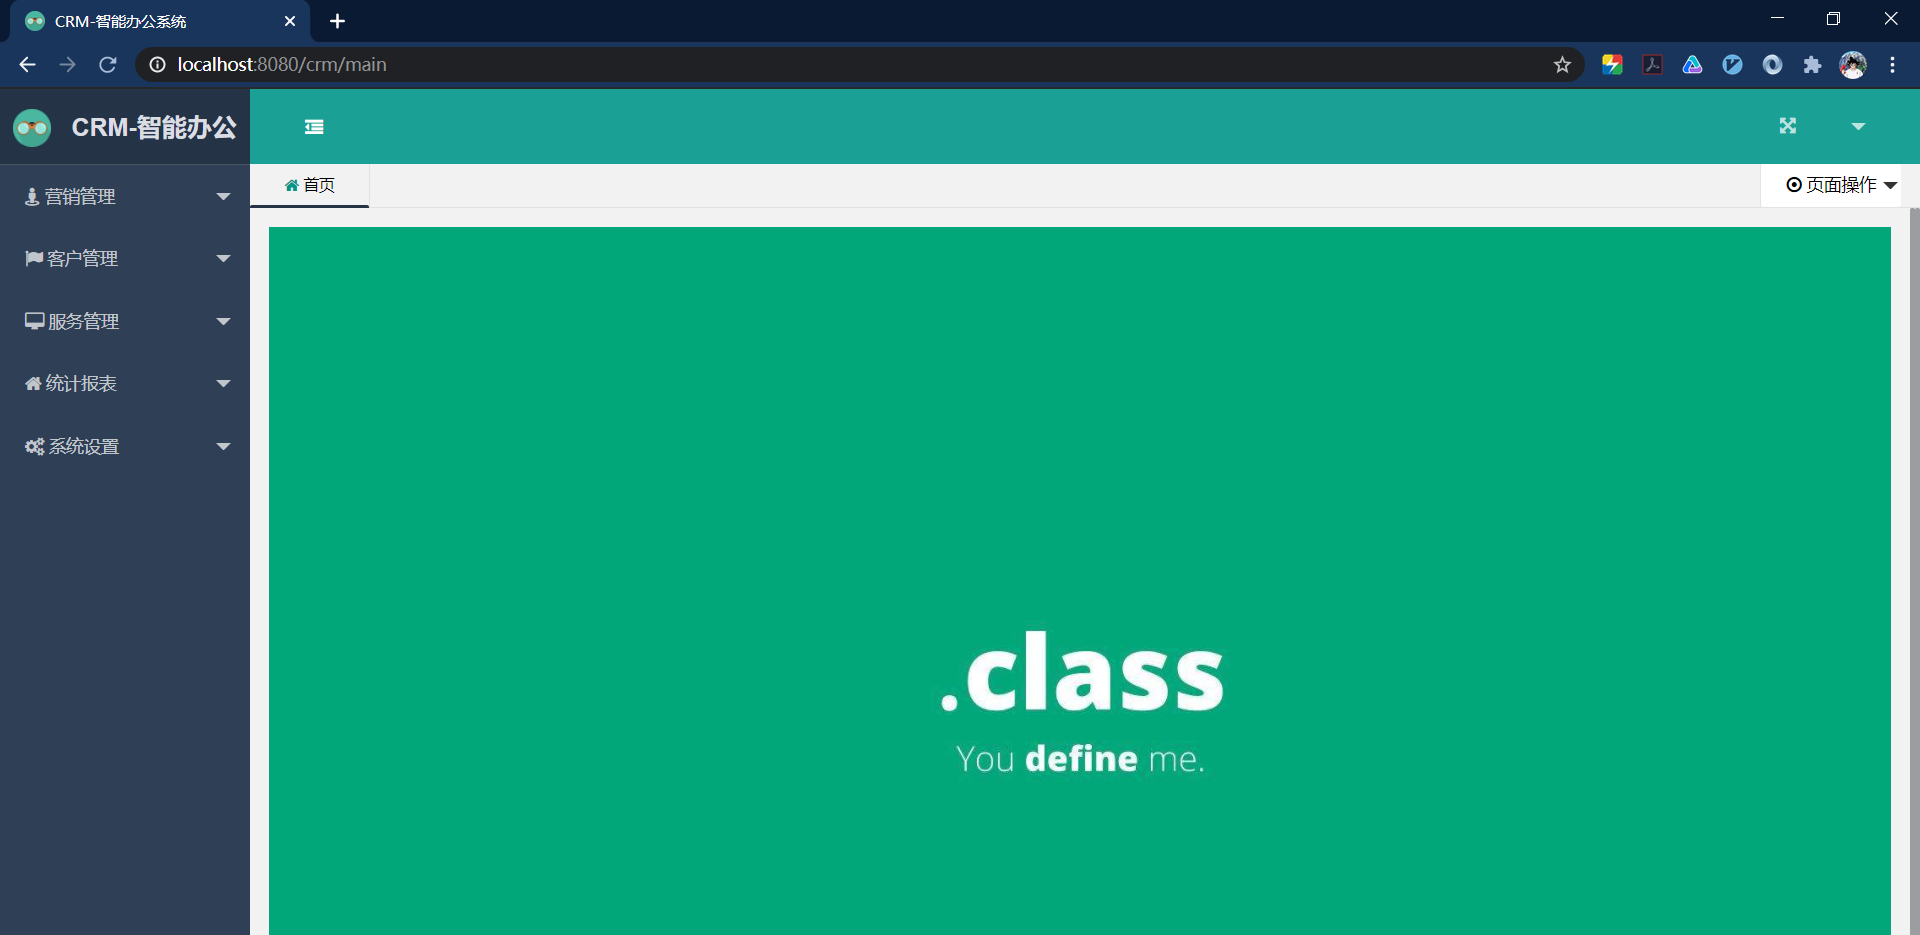 CRM-智能办公系统
localhost:8080/crm/main
CRM-智能办公
营销管理
客户管理
服务管理
统计报表
系统设置
首页
页面操作
.class
You define me.